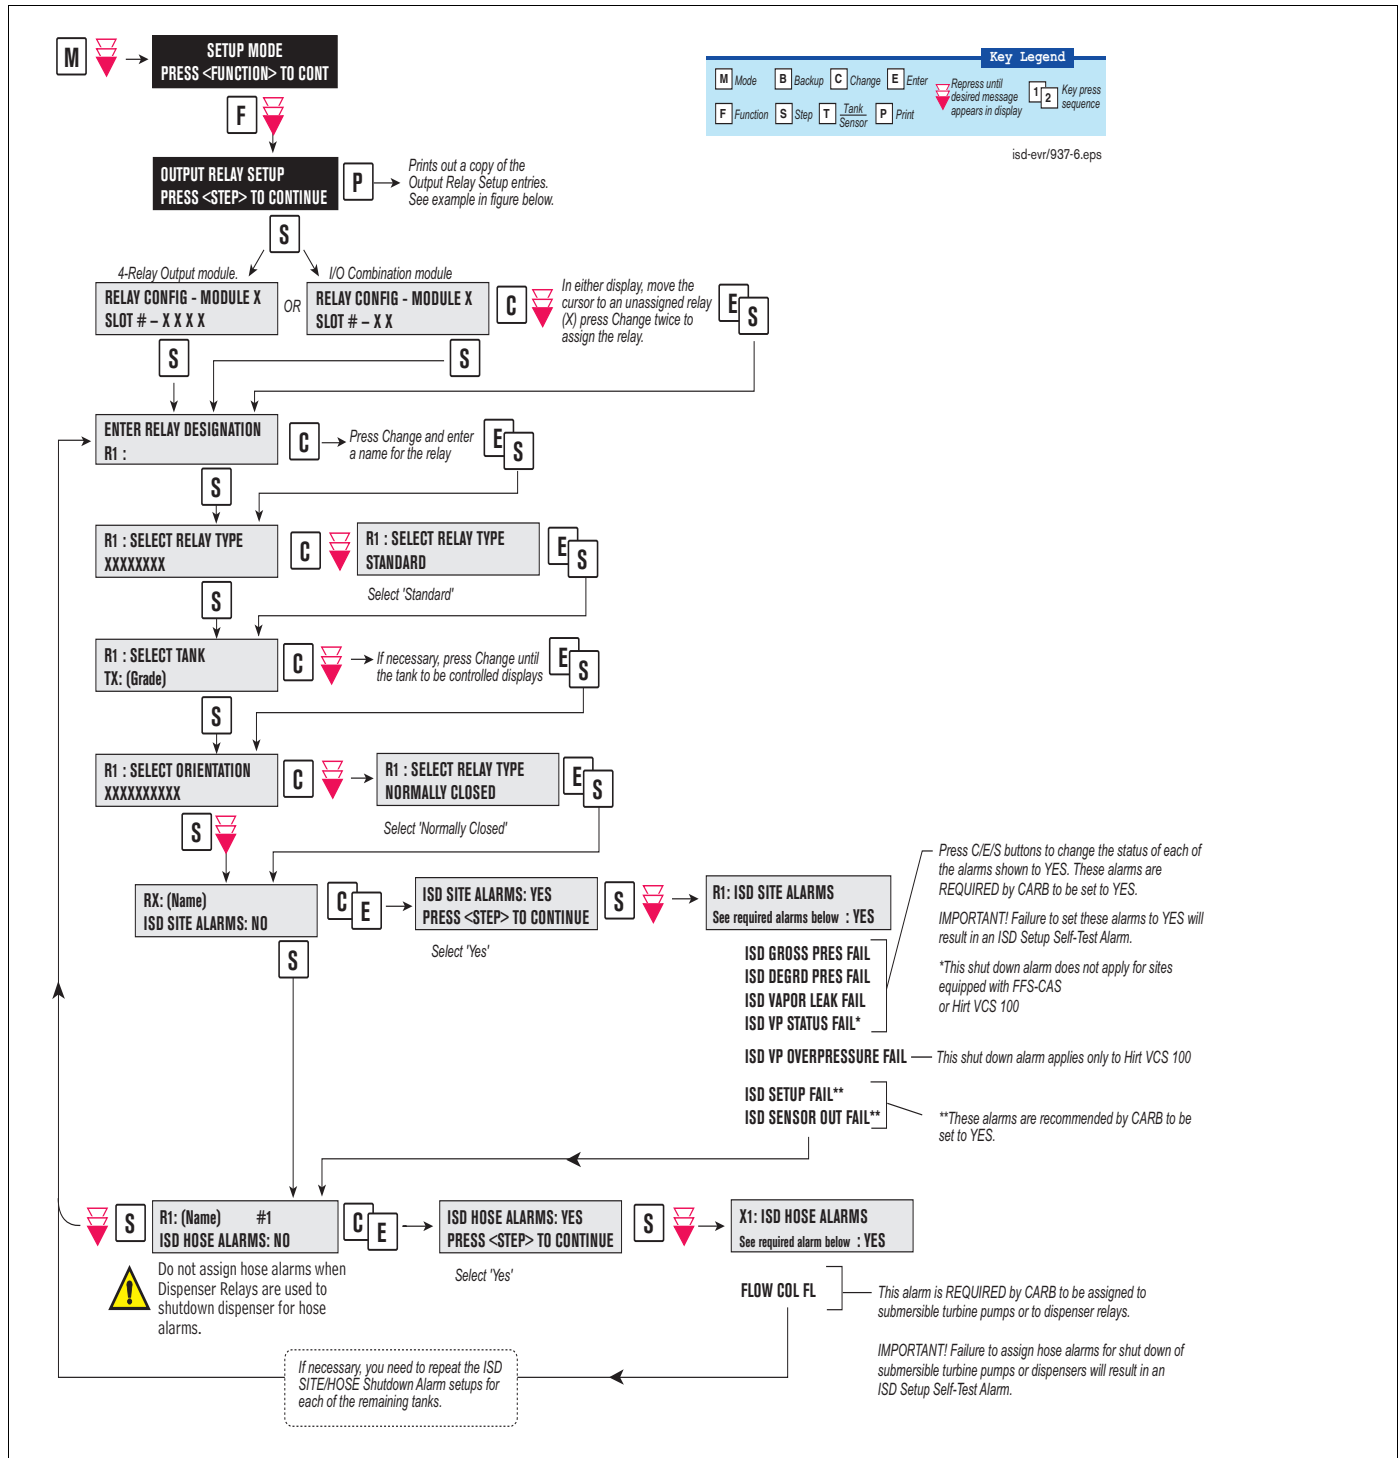 M
SETUP MODE
PRESS <FUNCTION> TO CONT
Key Legend
M Mode B Backup C Change E Enter
F Function S Step T Tank Sensor P Print
Repress until
desired message
appears in display
1 2
Key press
sequence
isd-evr/937-6.eps
F
OUTPUT RELAY SETUP
PRESS <STEP> TO CONTINUE
P
Prints out a copy of the
Output Relay Setup entries.
See example in figure below.
S
4-Relay Output module.
RELAY CONFIG - MODULE X
SLOT # – X X X X
OR
I/O Combination module
RELAY CONFIG - MODULE X
SLOT # – X X
C
In either display, move the
cursor to an unassigned relay
(X) press Change twice to
assign the relay.
E
S
S
S
ENTER RELAY DESIGNATION
R1 :
C
Press Change and enter
a name for the relay
E
S
S
R1 : SELECT RELAY TYPE
XXXXXXXX
C
R1 : SELECT RELAY TYPE
STANDARD
E
S
Select 'Standard'
S
R1 : SELECT TANK
TX: (Grade)
C
If necessary, press Change until
the tank to be controlled displays
E
S
S
R1 : SELECT ORIENTATION
XXXXXXXXXX
C
R1 : SELECT RELAY TYPE
NORMALLY CLOSED
E
S
Select 'Normally Closed'
S
RX: (Name)
ISD SITE ALARMS: NO
C
E
ISD SITE ALARMS: YES
PRESS <STEP> TO CONTINUE
Select 'Yes'
S
R1: ISD SITE ALARMS
See required alarms below : YES
ISD GROSS PRES FAIL
ISD DEGRD PRES FAIL
ISD VAPOR LEAK FAIL
ISD VP STATUS FAIL*
Press C/E/S buttons to change the status of each of
the alarms shown to YES. These alarms are
REQUIRED by CARB to be set to YES.
IMPORTANT! Failure to set these alarms to YES will
result in an ISD Setup Self-Test Alarm.
*This shut down alarm does not apply for sites
equipped with FFS-CAS
or Hirt VCS 100
ISD VP OVERPRESSURE FAIL
This shut down alarm applies only to Hirt VCS 100
ISD SETUP FAIL**
ISD SENSOR OUT FAIL**
**These alarms are recommended by CARB to be
set to YES.
S
S
R1: (Name) #1
ISD HOSE ALARMS: NO
C
E
ISD HOSE ALARMS: YES
PRESS <STEP> TO CONTINUE
Select 'Yes'
S
X1: ISD HOSE ALARMS
See required alarm below : YES
!
Do not assign hose alarms when
Dispenser Relays are used to
shutdown dispenser for hose
alarms.
FLOW COL FL
This alarm is REQUIRED by CARB to be assigned to
submersible turbine pumps or to dispenser relays.
IMPORTANT! Failure to assign hose alarms for shut down of
submersible turbine pumps or dispensers will result in an
ISD Setup Self-Test Alarm.
If necessary, you need to repeat the ISD
SITE/HOSE Shutdown Alarm setups for
each of the remaining tanks.